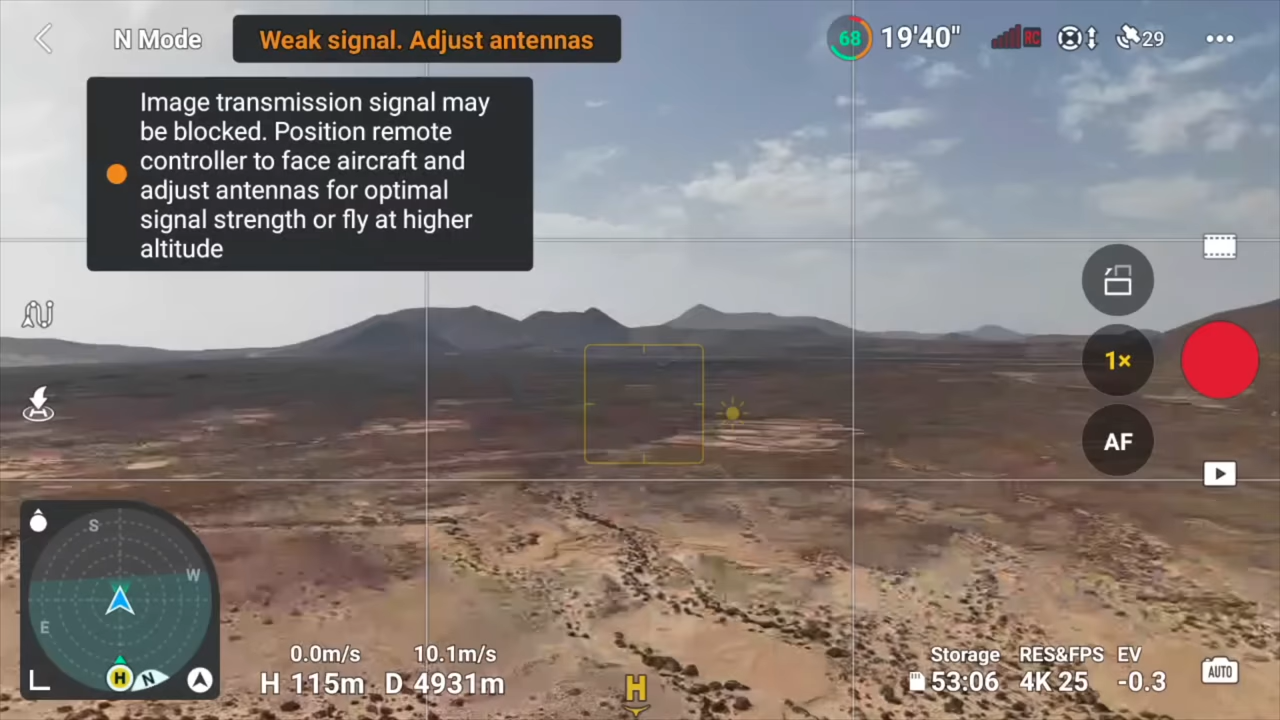 N Mode
Weak signal. Adjust antennas
68
19'40"
RC
29
Image transmission signal may
be blocked. Position remote
controller to face aircraft and
adjust antennas for optimal
signal strength or fly at higher
altitude
1×
AF
S
W
E
H
N
0.0m/s
10.1m/s
H 115m
D 4931m
H
Storage
RES&FPS
EV
53:06
4K 25
-0.3
AUTO